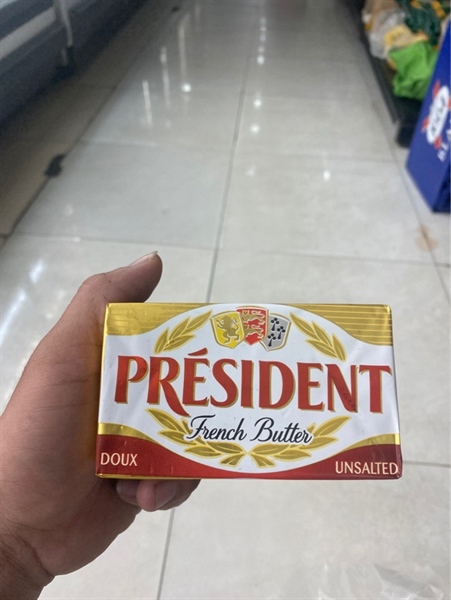 PRÉSIDENT
French Butter
DOUX
UNSALTED